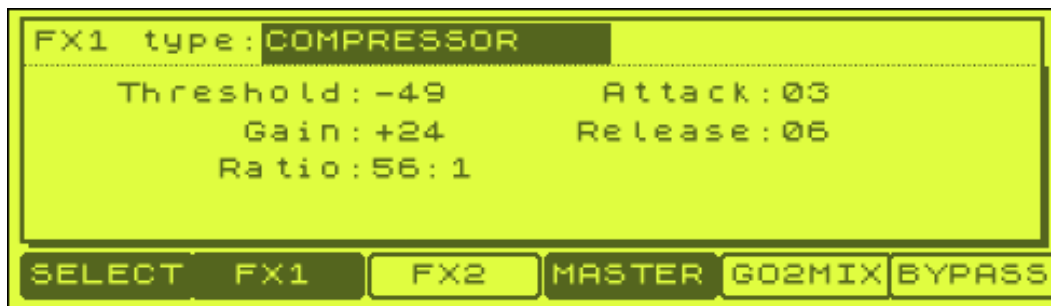 FX1 type:COMPRESSOR
Threshold:-49 Attack:03
Gain:+24 Release:06
Ratio:56:1
SELECT FX1 FX2 MASTER GO2MIX BYPASS